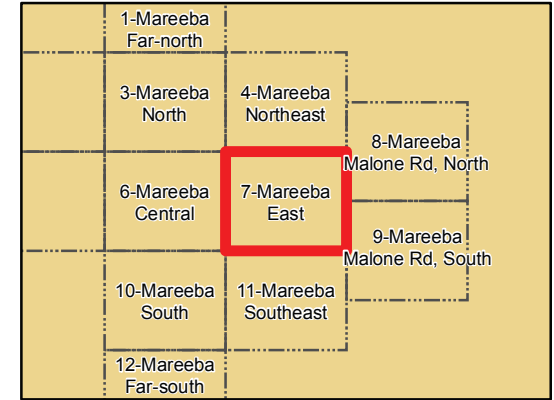 1-Mareeba
Far-north
3-Mareeba
North
4-Mareeba
Northeast
8-Mareeba
Malone Rd, North
6-Mareeba
Central
7-Mareeba
East
9-Mareeba
Malone Rd, South
10-Mareeba
South
11-Mareeba
Southeast
12-Mareeba
Far-south